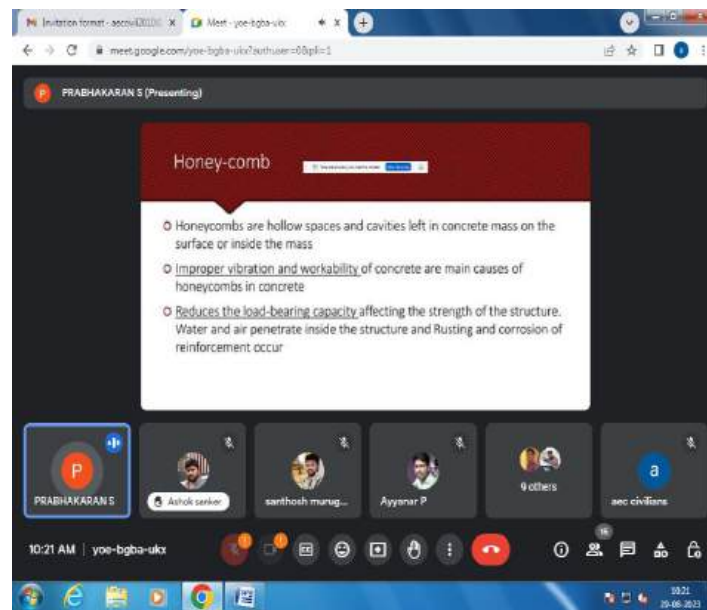 Invitation format - aeccivil2010
Meet - yoe-bgba-ukx
meet.google.com/yoe-bgba-ukx?authuser=0&pli=1
P PRABHAKARAN S (Presenting)
Honey-comb
Honeycombs are hollow spaces and cavities left in concrete mass on the
surface or inside the mass
Improper vibration and workability of concrete are main causes of
honeycombs in concrete
Reduces the load-bearing capacity affecting the strength of the structure.
Water and air penetrate inside the structure and Rusting and corrosion of
reinforcement occur
P
a
PRABHAKARAN S
Ashok sanker
santhosh murug...
Ayyanar P
9 others
aec civilians
10:21 AM | yoe-bgba-ukx
10:21
29-06-2023